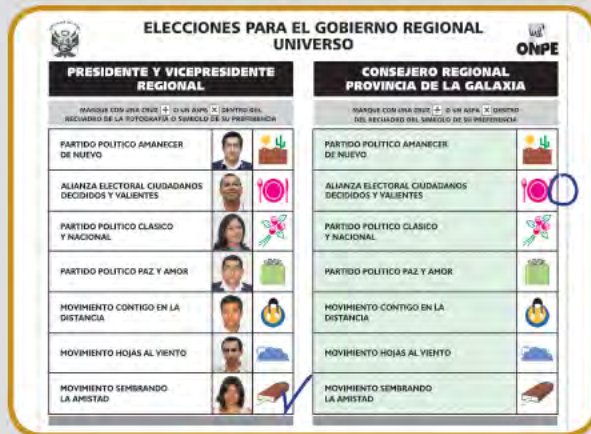 ELECCIONES PARA EL GOBIERNO REGIONAL
UNIVERSO
ONPE
PRESIDENTE Y VICEPRESIDENTE
REGIONAL
MARQUE CON UNA CRUZ + O UN ASPA X DENTRO DEL
RECUADRO DE LA FOTOGRAFÍA O SIMBOLO DE SU PREFERENCIA
PARTIDO POLITICO AMANECER
DE NUEVO
ALIANZA ELECTORAL CIUDADANOS
DECIDIDOS Y VALIENTES
PARTIDO POLITICO CLASICO
Y NACIONAL
PARTIDO POLITICO PAZ Y AMOR
MOVIMIENTO CONTIGO EN LA
DISTANCIA
MOVIMIENTO HOJAS AL VIENTO
MOVIMIENTO SEMBRANDO
LA AMISTAD
CONSEJERO REGIONAL
PROVINCIA DE LA GALAXIA
MARQUE CON UNA CRUZ + O UN ASPA X DENTRO
DEL RECUADRO DEL SIMBOLO DE SU PREFERENCIA
PARTIDO POLITICO AMANECER
DE NUEVO
ALIANZA ELECTORAL CIUDADANOS
DECIDIDOS Y VALIENTES
PARTIDO POLITICO CLASICO
Y NACIONAL
PARTIDO POLITICO PAZ Y AMOR
MOVIMIENTO CONTIGO EN LA
DISTANCIA
MOVIMIENTO HOJAS AL VIENTO
MOVIMIENTO SEMBRANDO
LA AMISTAD